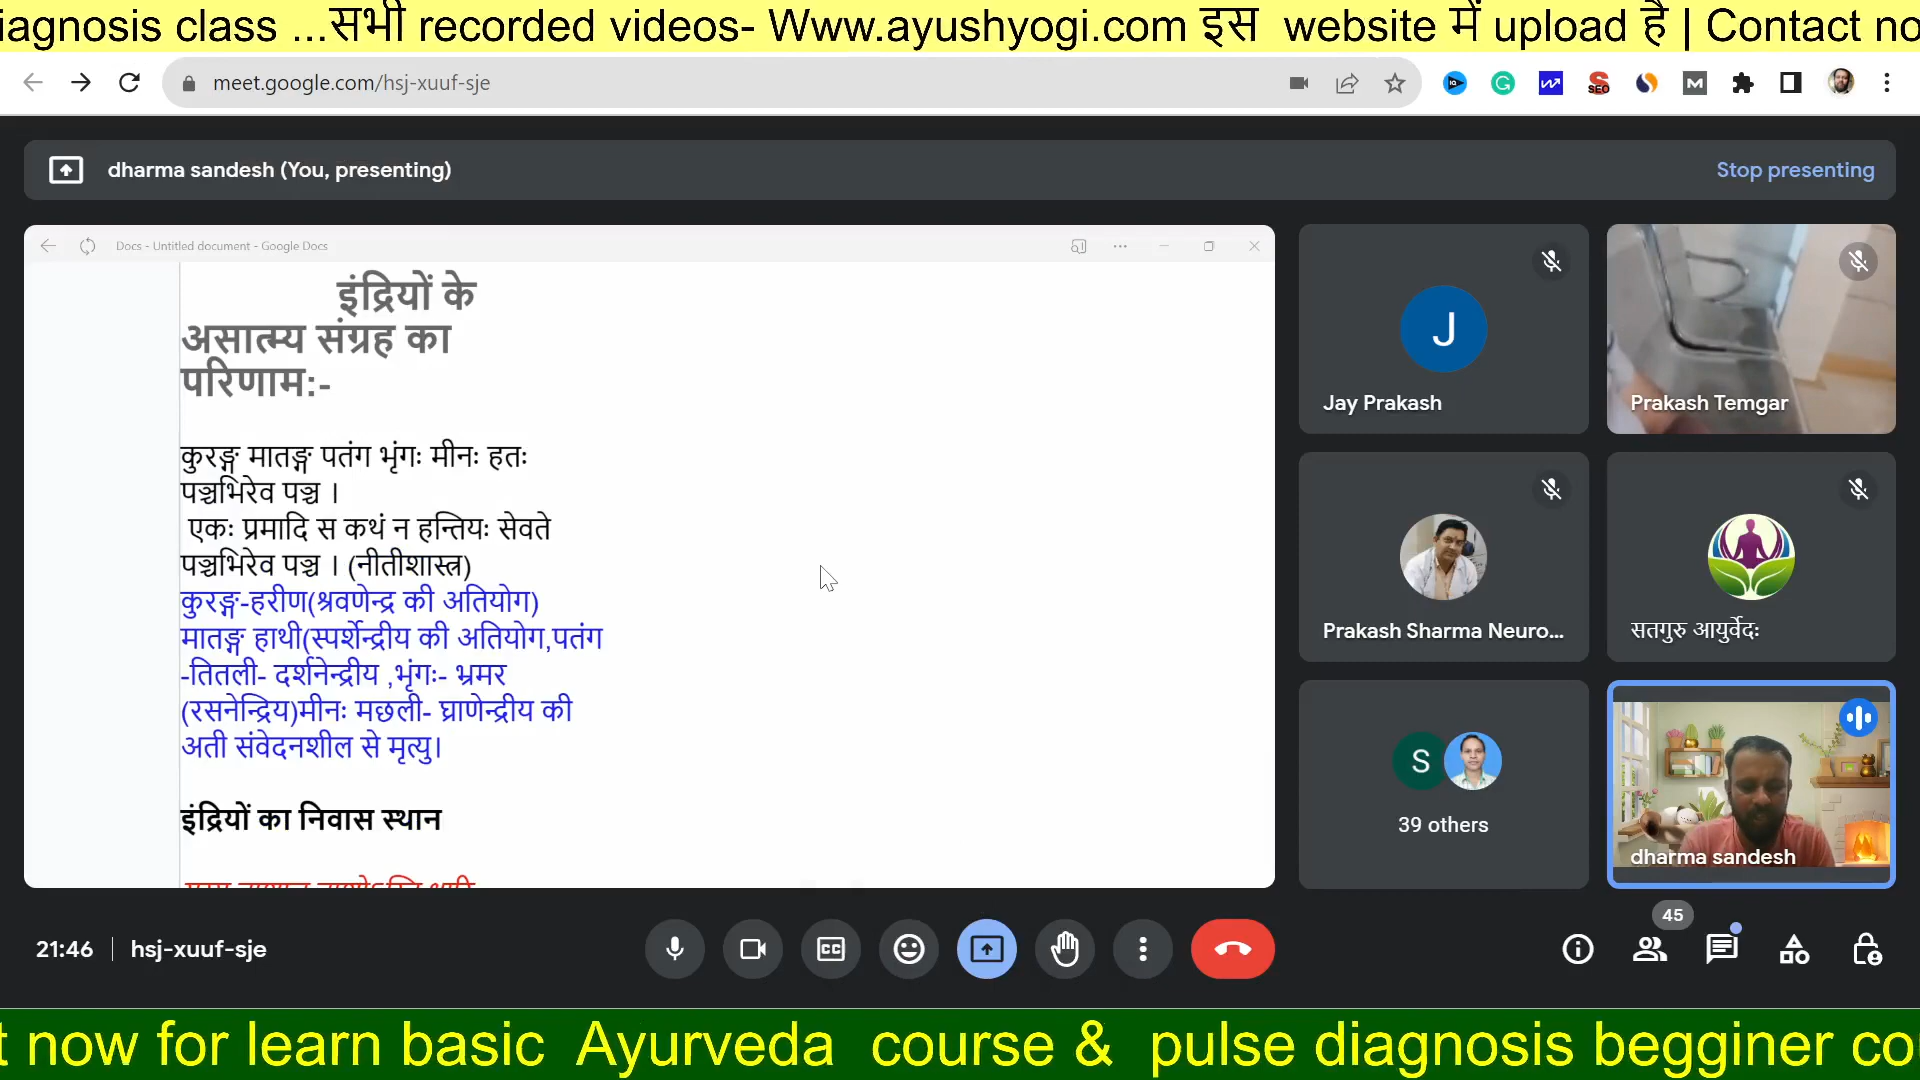 iagnosis class ...सभी recorded videos- Www.ayushyogi.com इस website में upload है | Contact no
meet.google.com/hsj-xuuf-sje
dharma sandesh (You, presenting)
Stop presenting
Docs - Untitled document - Google Docs
इंद्रियों के
असात्म्य संग्रह का
परिणाम:-
कुरङ्ग मातङ्ग पतंग भृंगः मीनः हतः
पञ्चभिरेव पञ्च ।
एकः प्रमादि स कथं न हन्तियः सेवते
पञ्चभिरेव पञ्च । (नीतीशास्त्र)
कुरङ्ग-हरीण(श्रवणेन्द्र की अतियोग)
मातङ्ग हाथी(स्पर्शेन्द्रीय की अतियोग,पतंग
-तितली- दर्शनेन्द्रीय ,भृंगः- भ्रमर
(रसनेन्द्रिय)मीनः मछली- घ्राणेन्द्रीय की
अती संवेदनशील से मृत्यु।
इंद्रियों का निवास स्थान
J
Jay Prakash
Prakash Temgar
Prakash Sharma Neuro...
सतगुरु आयुर्वेदः
S
39 others
dharma sandesh
45
21:46
hsj-xuuf-sje
t now for learn basic Ayurveda course & pulse diagnosis begginer co